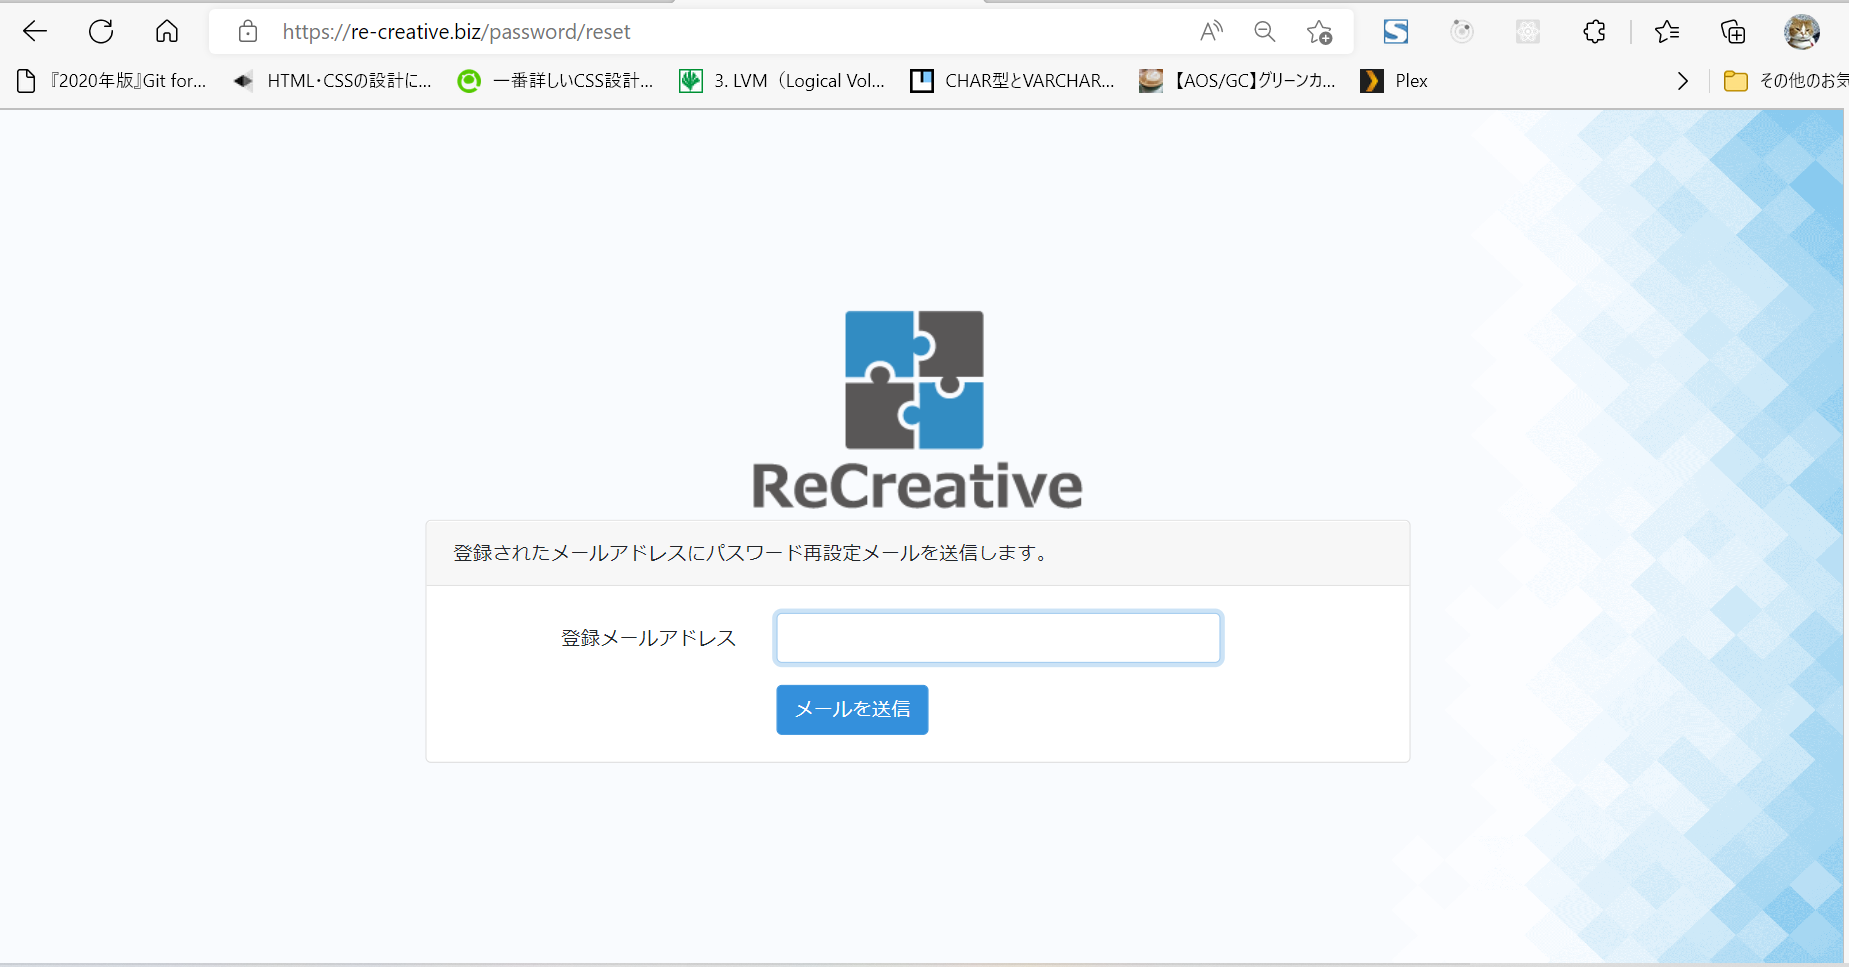 https://re-creative.biz/password/reset
『2020年版』Git for...
HTML･CSSの設計に...
一番詳しいCSS設計...
3. LVM（Logical Vol...
CHAR型とVARCHAR...
【AOS/GC】グリーンカ...
Plex
その他のお気
ReCreative
登録されたメールアドレスにパスワード再設定メールを送信します。
登録メールアドレス
メールを送信